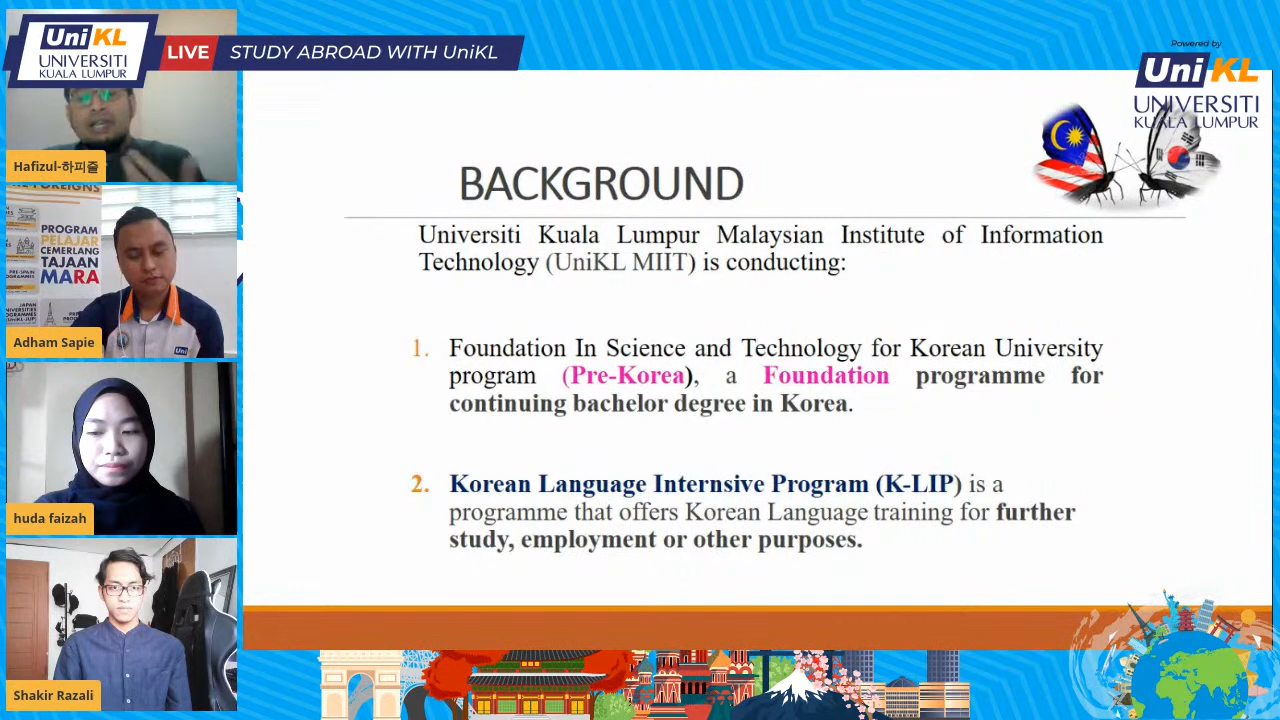 UniKL
UNIVERSITI
KUALA LUMPUR
LIVE
STUDY ABROAD WITH UniKL
Powered by
UniKL
UNIVERSITI
KUALA LUMPUR
Hafizul-하피줄
PROGRAM
PELAJAR
CEMERLANG
TAJAAN
MARA
Adham Sapie
huda faizah
Shakir Razali
BACKGROUND
Universiti Kuala Lumpur Malaysian Institute of Information
Technology (UniKL MIIT) is conducting:
1. Foundation In Science and Technology for Korean University
program (Pre-Korea), a Foundation programme for
continuing bachelor degree in Korea.
2. Korean Language Internsive Program (K-LIP) is a
programme that offers Korean Language training for further
study, employment or other purposes.